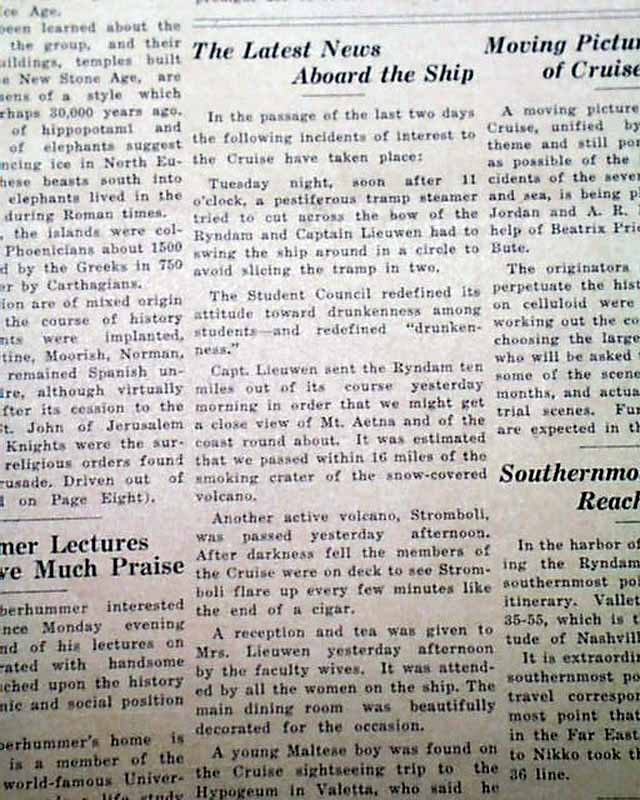 ice Age.
been learned about the
the group, and their
uildings, temples built
e New Stone Age, are
sens of a style which
rhaps 30,000 years ago.
of hippopotami and
of elephants suggest
ncing ice in North Eu-
hese beasts south into
elephants lived in the
during Roman times.
, the islands were col-
Phoenicians about 1500
d by the Greeks in 750
er by Carthagians.
ion are of mixed origin
the course of history
nts were implanted,
tine, Moorish, Norman,
remained Spanish un-
ire, although virtually
fter its cession to the
St. John of Jerusalem
Knights were the sur-
religious orders found
rusade. Driven out of
d on Page Eight).
mer Lectures
ve Much Praise
berhummer interested
nce Monday evening
nd of his lectures on
rated with handsome
uched upon the history
mic and social position
berhummer's home is
is a member of the
world-famous Univer-
life study
The Latest News
Aboard the Ship
In the passage of the last two days
the following incidents of interest to
the Cruise have taken place:
Tuesday night, soon after 11
o'clock, a pestiferous tramp steamer
tried to cut across the bow of the
Ryndam and Captain Lieuwen had to
swing the ship around in a circle to
avoid slicing the tramp in two.
The Student Council redefined its
attitude toward drunkenness among
students—and redefined "drunken-
ness."
Capt. Lieuwen sent the Ryndam ten
miles out of its course yesterday
morning in order that we might get
a close view of Mt. Aetna and of the
coast round about. It was estimated
that we passed within 16 miles of the
smoking crater of the snow-covered
volcano.
Another active volcano, Stromboli,
was passed yesterday afternoon.
After darkness fell the members of
the Cruise were on deck to see Strom-
boli flare up every few minutes like
the end of a cigar.
A reception and tea was given to
Mrs. Lieuwen yesterday afternoon
by the faculty wives. It was attend-
ed by all the women on the ship. The
main dining room was beautifully
decorated for the occasion.
A young Maltese boy was found on
the Cruise sightseeing trip to the
Hypogeum in Valetta, who said he
Moving Pictur
of Cruise
A moving picture
Cruise, unified by
theme and still por
as possible of the
cidents of the seve
and sea, is being pl
Jordan and A. R.
help of Beatrix Pri
Bute.
The originators
perpetuate the hist
on celluloid were
working out the co
choosing the large
who will be asked t
some of the scene
months, and actua
trial scenes. Fur
are expected in th
Southernmo
Reach
In the harbor of
ing the Ryndam
southernmost po
itinerary. Vallet
35-55, which is t
tude of Nashvill
It is extraordin
southernmost po
travel correspon
most point that
in the Far East
to Nikko took th
36 line.